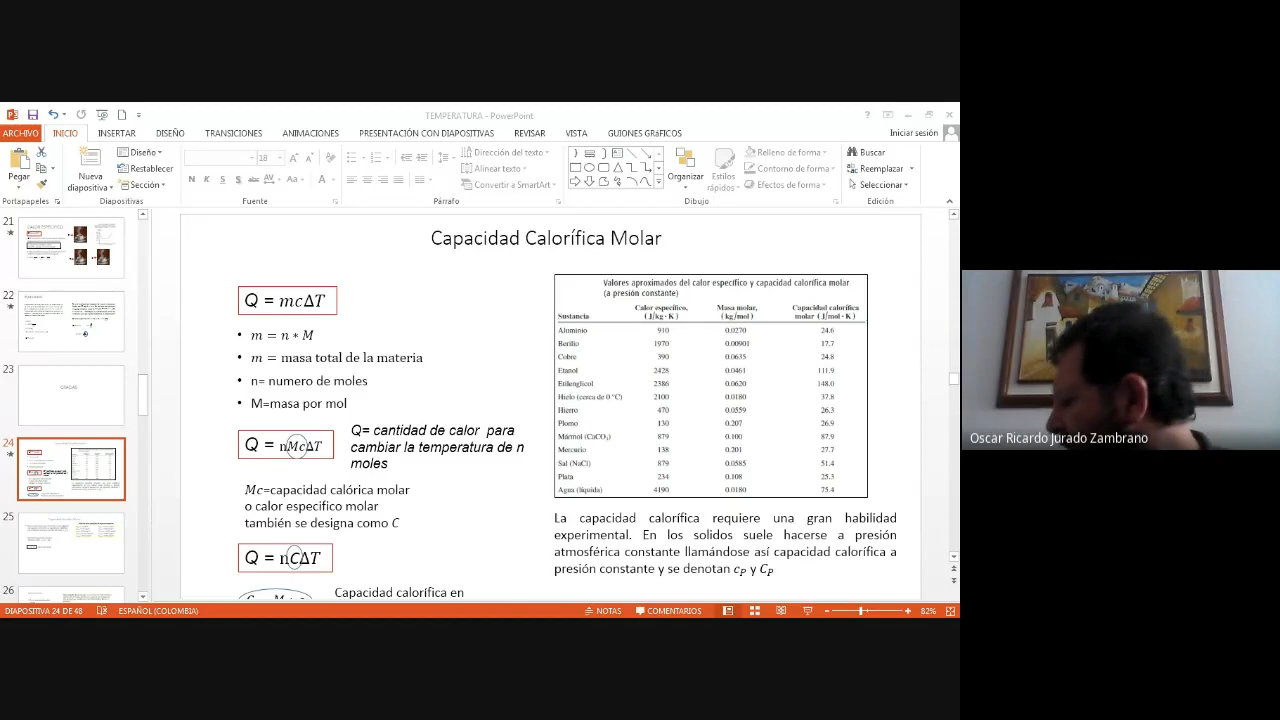 TEMPERATURA - PowerPoint
ARCHIVO INICIO INSERTAR DISEÑO TRANSICIONES ANIMACIONES PRESENTACIÓN CON DIAPOSITIVAS REVISAR VISTA GUIONES GRáFICOS Iniciar sesión
Pegar
Nueva
diapositiva
Diseño
Restablecer
Sección
18
N K S S abc AV Aa A
Dirección del texto
Alinear texto
Convertir a SmartArt
Organizar
Estilos
rápidos
Relleno de forma
Contorno de forma
Efectos de forma
Buscar
Reemplazar
Seleccionar
Portapapeles Diapositivas Fuente Párrafo Dibujo Edición
21
22
23
GRACIAS
24
25
26
Capacidad Calorífica Molar
Q = mcΔT
• m = n * M
• m = masa total de la materia
• n= numero de moles
• M=masa por mol
Q = nMcΔT
Q= cantidad de calor para
cambiar la temperatura de n
moles
Mc=capacidad calórica molar
o calor especifico molar
también se designa como C
Q = nCΔT
Capacidad calorífica en
Valores aproximados del calor específico y capacidad calorífica molar
(a presión constante)
Sustancia Calor específico, (J/kg · K) Masa molar, (kg/mol) Capacidad calorífica molar (J/mol · K)
Aluminio 910 0.0270 24.6
Berilio 1970 0.00901 17.7
Cobre 390 0.0635 24.8
Etanol 2428 0.0461 111.9
Etilenglicol 2386 0.0620 148.0
Hielo (cerca de 0 °C) 2100 0.0180 37.8
Hierro 470 0.0559 26.3
Plomo 130 0.207 26.9
Mármol (CaCO₃) 879 0.100 87.9
Mercurio 138 0.201 27.7
Sal (NaCl) 879 0.0585 51.4
Plata 234 0.108 25.3
Agua (líquida) 4190 0.0180 75.4
La capacidad calorífica requiere una gran habilidad
experimental. En los solidos suele hacerse a presión
atmosférica constante llamándose así capacidad calorífica a
presión constante y se denotan cP y CP
DIAPOSITIVA 24 DE 48 ESPAÑOL (COLOMBIA) NOTAS COMENTARIOS 82%
Oscar Ricardo Jurado Zambrano